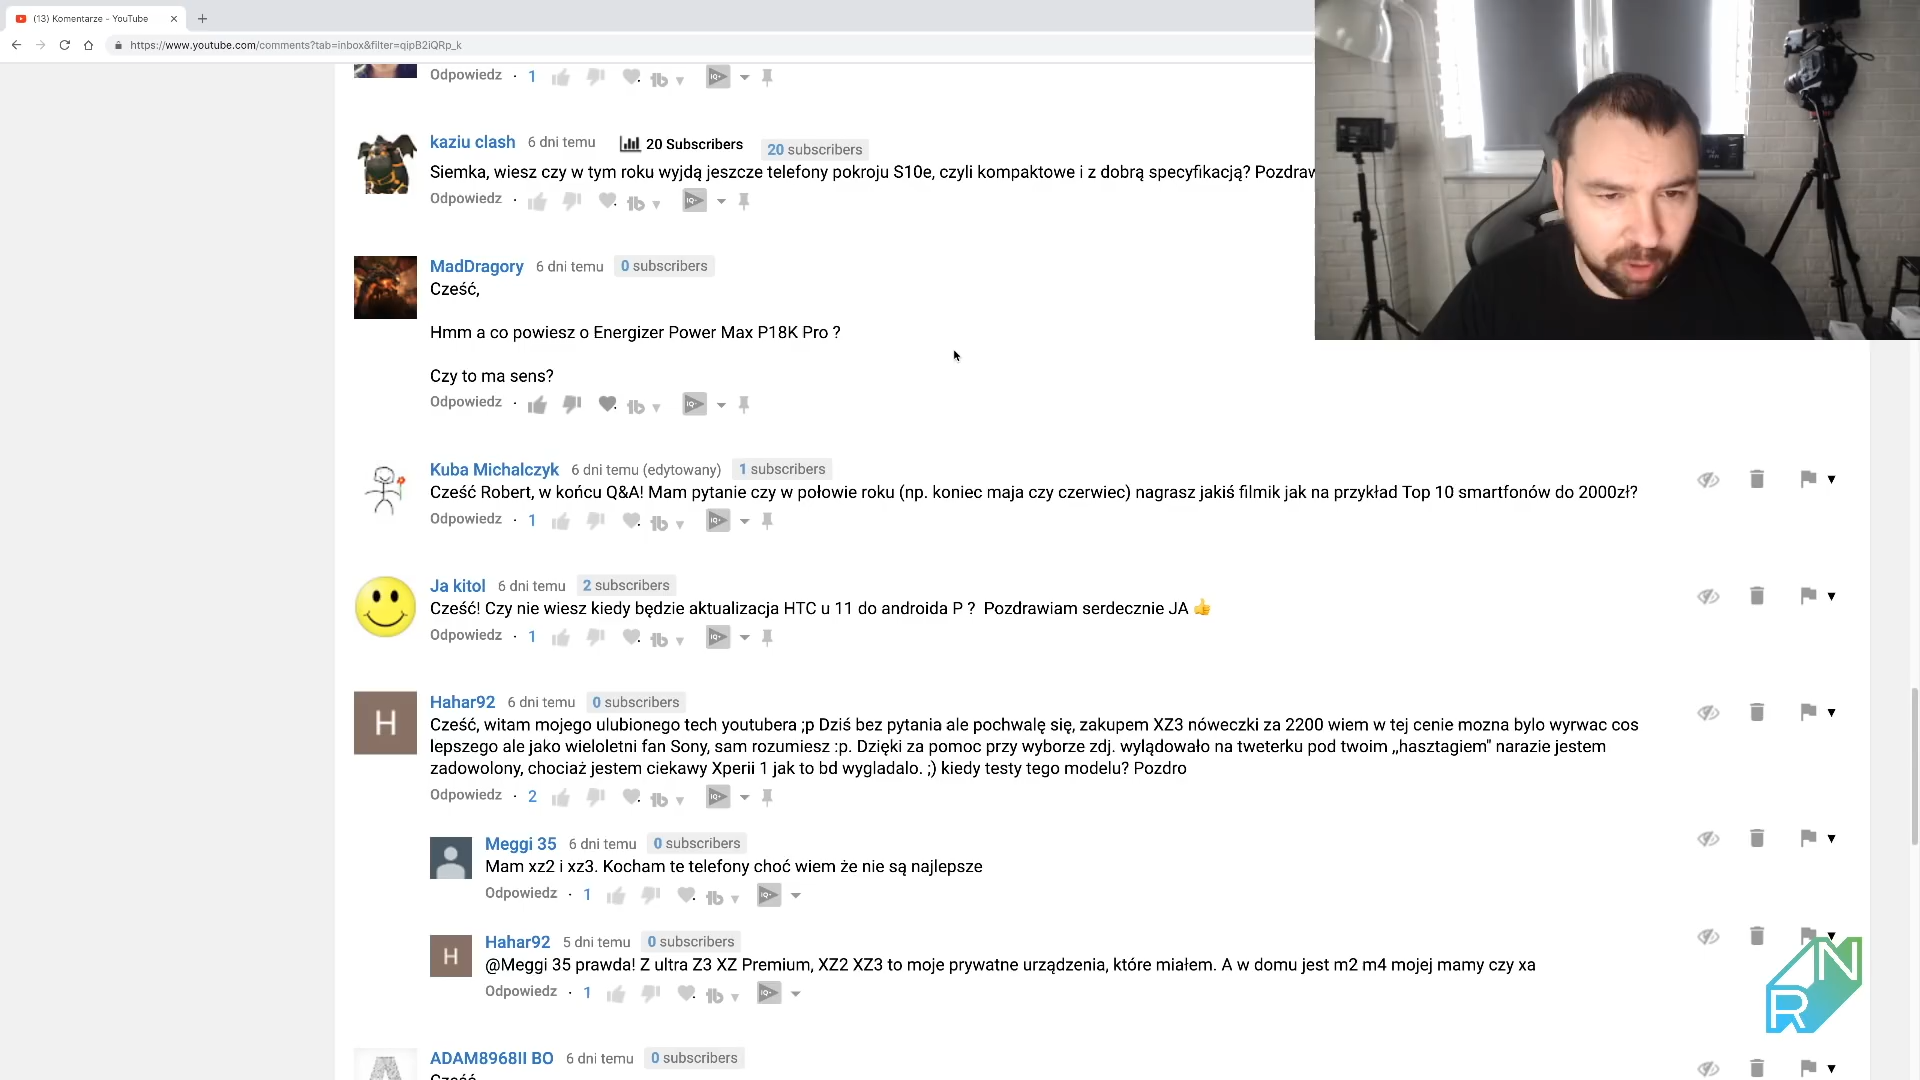 (13) Komentarze - YouTube
https://www.youtube.com/comments?tab=inbox&filter=qipB2iQRp_k
Odpowiedz · 1
kaziu clash 6 dni temu 20 Subscribers 20 subscribers
Siemka, wiesz czy w tym roku wyjdą jeszcze telefony pokroju S10e, czyli kompaktowe i z dobrą specyfikacją?
Odpowiedz ·
MadDragory 6 dni temu 0 subscribers
Cześć,
Hmm a co powiesz o Energizer Power Max P18K Pro ?
Czy to ma sens?
Odpowiedz ·
Kuba Michalczyk 6 dni temu (edytowany) 1 subscribers
Cześć Robert, w końcu Q&A! Mam pytanie czy w połowie roku (np. koniec maja czy czerwiec) nagrasz jakiś filmik jak na przykład Top 10 smartfonów do 2000zł?
Odpowiedz · 1
Ja kitol 6 dni temu 2 subscribers
Cześć! Czy nie wiesz kiedy będzie aktualizacja HTC u 11 do androida P ? Pozdrawiam serdecznie JA 👍
Odpowiedz · 1
H
Hahar92 6 dni temu 0 subscribers
Cześć, witam mojego ulubionego tech youtubera ;p Dziś bez pytania ale pochwalę się, zakupem XZ3 nóweczki za 2200 wiem w tej cenie mozna bylo wyrwac cos
lepszego ale jako wieloletni fan Sony, sam rozumiesz :p. Dzięki za pomoc przy wyborze zdj. wylądowało na tweterku pod twoim ,,hasztagiem" narazie jestem
zadowolony, chociaż jestem ciekawy Xperii 1 jak to bd wygladalo. ;) kiedy testy tego modelu? Pozdro
Odpowiedz · 2
Meggi 35 6 dni temu 0 subscribers
Mam xz2 i xz3. Kocham te telefony choć wiem że nie są najlepsze
Odpowiedz · 1
H
Hahar92 5 dni temu 0 subscribers
@Meggi 35 prawda! Z ultra Z3 XZ Premium, XZ2 XZ3 to moje prywatne urządzenia, które miałem. A w domu jest m2 m4 mojej mamy czy xa
Odpowiedz · 1
RN
ADAM8968II BO 6 dni temu 0 subscribers